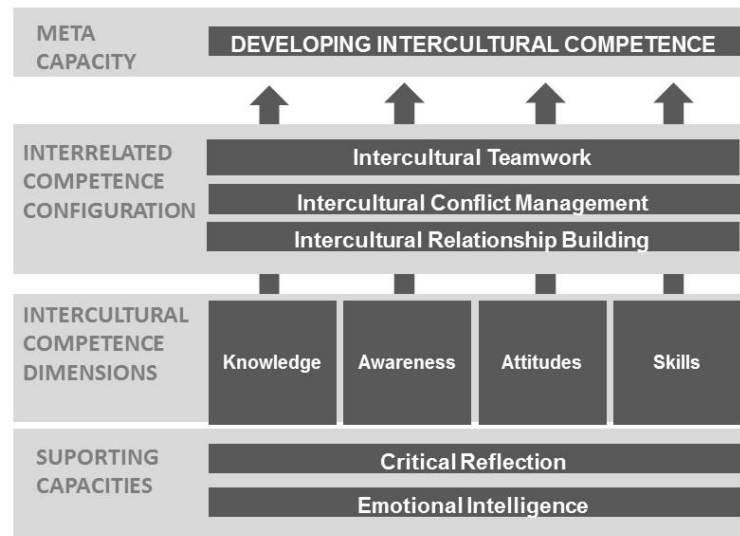 META
CAPACITY
DEVELOPING INTERCULTURAL COMPETENCE
INTERRELATED
COMPETENCE
CONFIGURATION
Intercultural Teamwork
Intercultural Conflict Management
Intercultural Relationship Building
INTERCULTURAL
COMPETENCE
DIMENSIONS
Knowledge
Awareness
Attitudes
Skills
SUPORTING
CAPACITIES
Critical Reflection
Emotional Intelligence